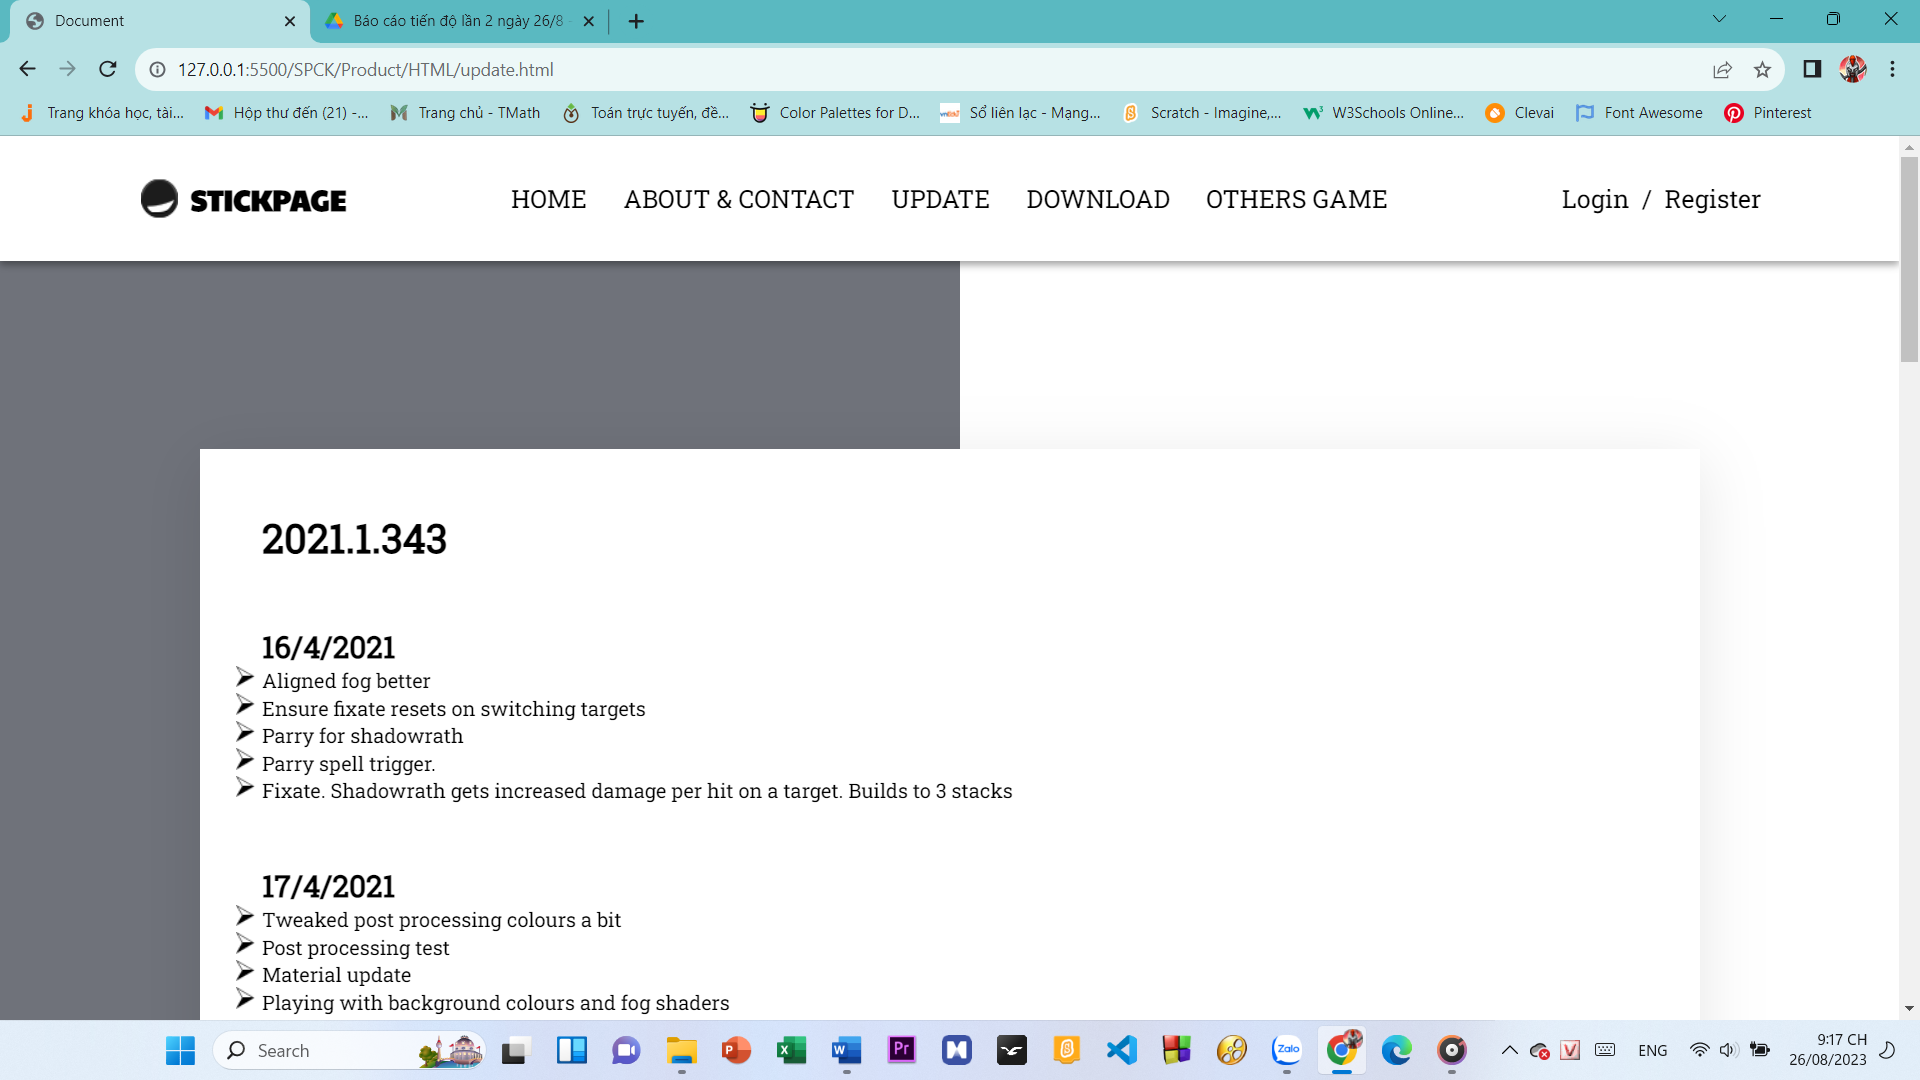 Document
Báo cáo tiến độ lần 2 ngày 26/8
127.0.0.1:5500/SPCK/Product/HTML/update.html
Trang khóa học, tài...
Hộp thư đến (21) -...
Trang chủ - TMath
Toán trực tuyến, đề...
Color Palettes for D...
Sổ liên lạc - Mạng...
Scratch - Imagine,...
W3Schools Online...
Clevai
Font Awesome
Pinterest
STICKPAGE
HOME
ABOUT & CONTACT
UPDATE
DOWNLOAD
OTHERS GAME
Login / Register
2021.1.343
16/4/2021
Aligned fog better
Ensure fixate resets on switching targets
Parry for shadowrath
Parry spell trigger.
Fixate. Shadowrath gets increased damage per hit on a target. Builds to 3 stacks
17/4/2021
Tweaked post processing colours a bit
Post processing test
Material update
Playing with background colours and fog shaders
Search
Zalo
ENG
9:17 CH
26/08/2023